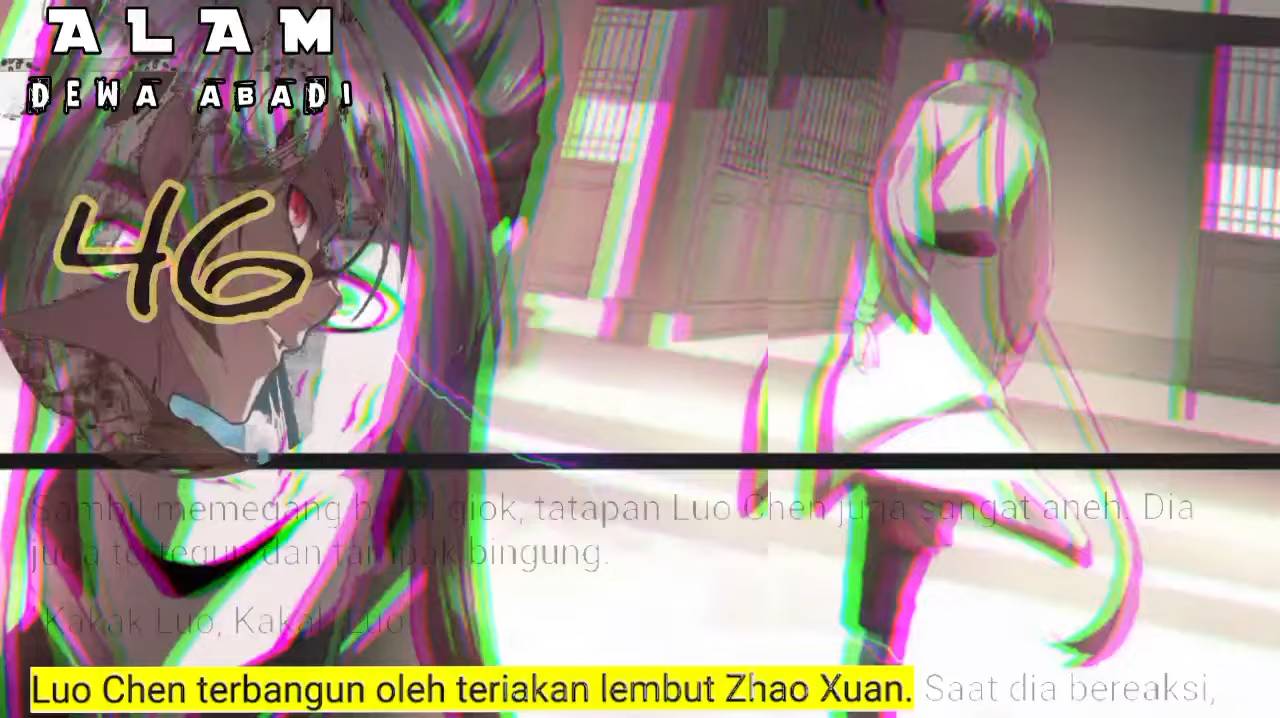 ALAM
DEWA ABADI
46
Sambil memegang botol giok, tatapan Luo Chen juga sangat aneh. Dia
juga tertegun dan tampak bingung.
"Kakak Luo, Kakak Luo
Luo Chen terbangun oleh teriakan lembut Zhao Xuan. Saat dia bereaksi,